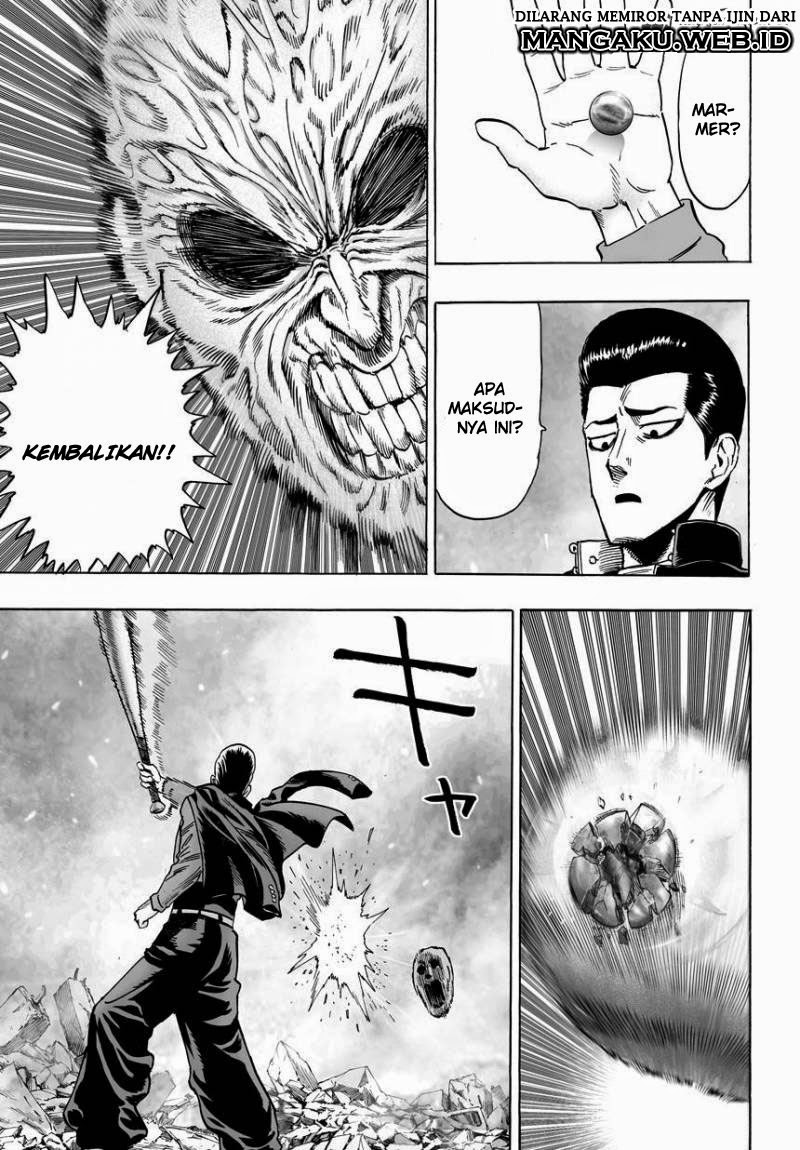 DILARANG MEMIROR TANPA IJIN DARI
MANGAKU.WEB.ID
MAR-
MER?
APA
MAKSUD-
NYA INI?
KEMBALIKAN!!
キャ